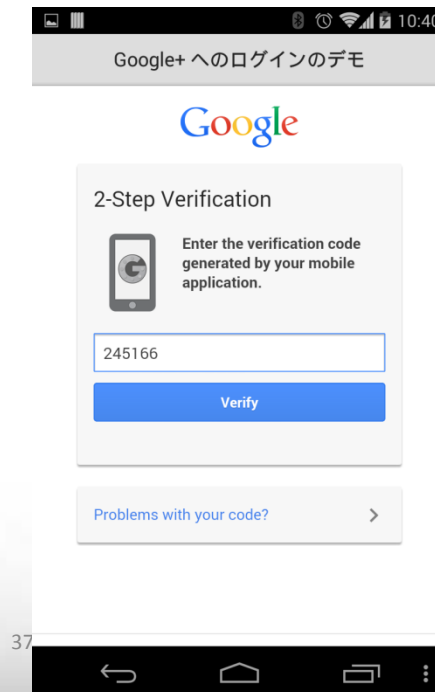 10:40
Google+ へのログインのデモ
Google
2-Step Verification
Enter the verification code
generated by your mobile
application.
245166
Verify
Problems with your code?
37